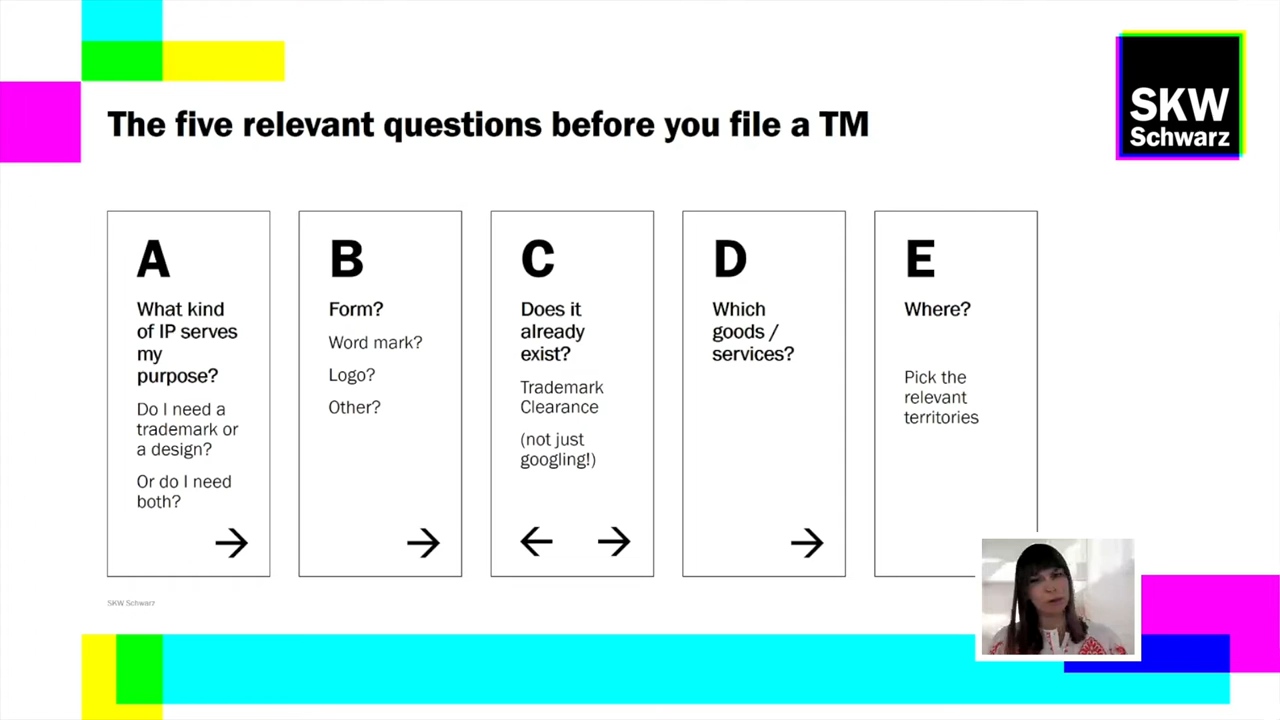 SKW
Schwarz
The five relevant questions before you file a TM
A
What kind
of IP serves
my
purpose?
Do I need a
trademark or
a design?
Or do I need
both?
B
Form?
Word mark?
Logo?
Other?
C
Does it
already
exist?
Trademark
Clearance
(not just
googling!)
D
Which
goods /
services?
E
Where?
Pick the
relevant
territories
SKW Schwarz